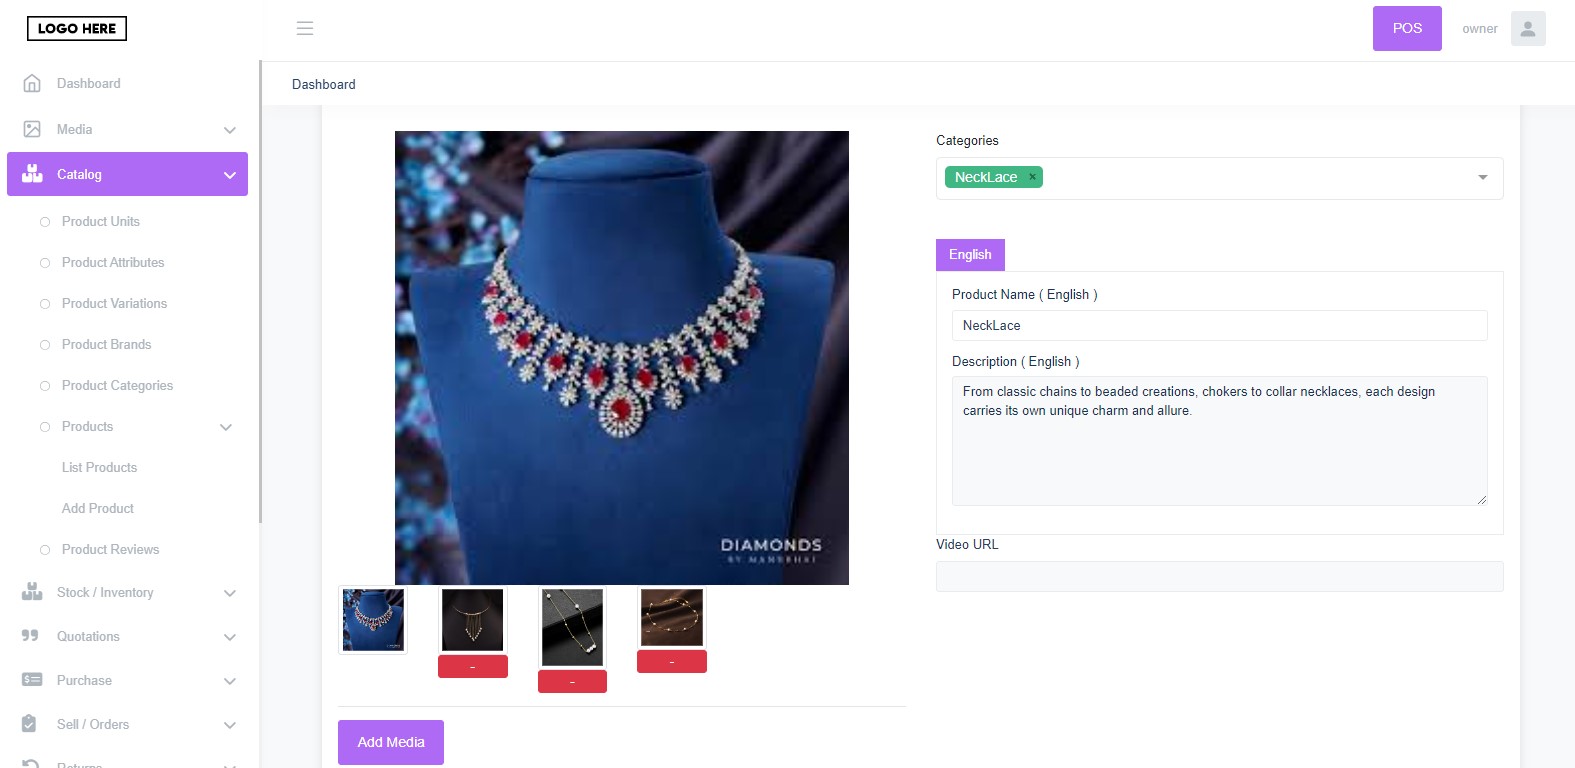 LOGO HERE
POS
owner
Dashboard
Dashboard
Media
Catalog
Product Units
Product Attributes
Product Variations
Product Brands
Product Categories
Products
List Products
Add Product
Product Reviews
Stock / Inventory
Quotations
Purchase
Sell / Orders
Returns
DIAMONDS
-
-
-
Add Media
Categories
NeckLace ×
English
Product Name ( English )
NeckLace
Description ( English )
From classic chains to beaded creations, chokers to collar necklaces, each design
carries its own unique charm and allure.
Video URL